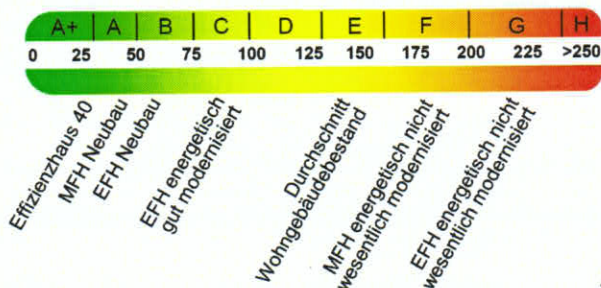 A+ A B C D E F G H
0 25 50 75 100 125 150 175 200 225 >250
Effizienzhaus 40
MFH Neubau
EFH Neubau
EFH energetisch
gut modernisiert
Durchschnitt
Wohngebäudebestand
MFH energetisch nicht
wesentlich modernisiert
EFH energetisch nicht
wesentlich modernisiert